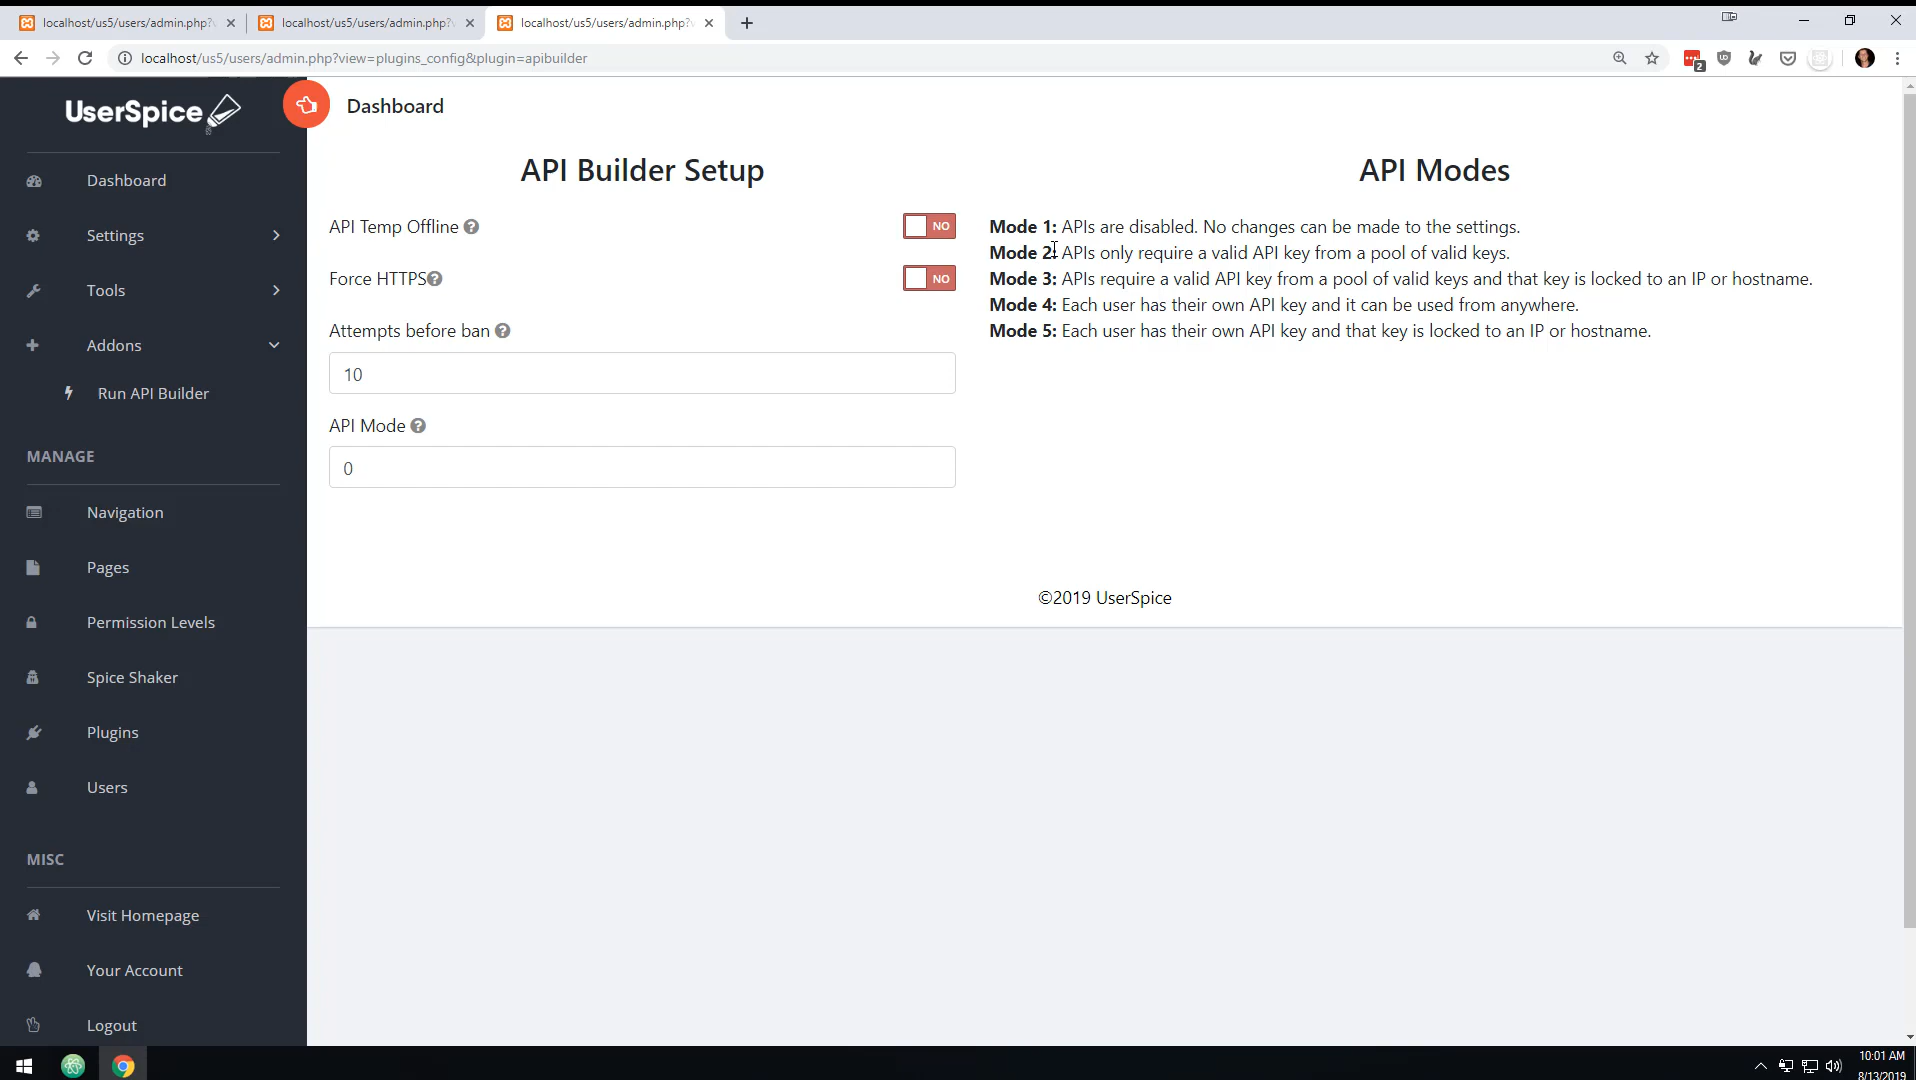 localhost/us5/users/admin.php?
localhost/us5/users/admin.php?
localhost/us5/users/admin.php?
localhost/us5/users/admin.php?view=plugins_config&plugin=apibuilder
2
UserSpice
Dashboard
Dashboard
Settings
Tools
Addons
Run API Builder
MANAGE
Navigation
Pages
Permission Levels
Spice Shaker
Plugins
Users
MISC
Visit Homepage
Your Account
Logout
API Builder Setup
API Temp Offline
NO
Force HTTPS
NO
Attempts before ban
10
API Mode
0
API Modes
Mode 1: APIs are disabled. No changes can be made to the settings.
Mode 2: APIs only require a valid API key from a pool of valid keys.
Mode 3: APIs require a valid API key from a pool of valid keys and that key is locked to an IP or hostname.
Mode 4: Each user has their own API key and it can be used from anywhere.
Mode 5: Each user has their own API key and that key is locked to an IP or hostname.
©2019 UserSpice
10:01 AM
8/13/2019